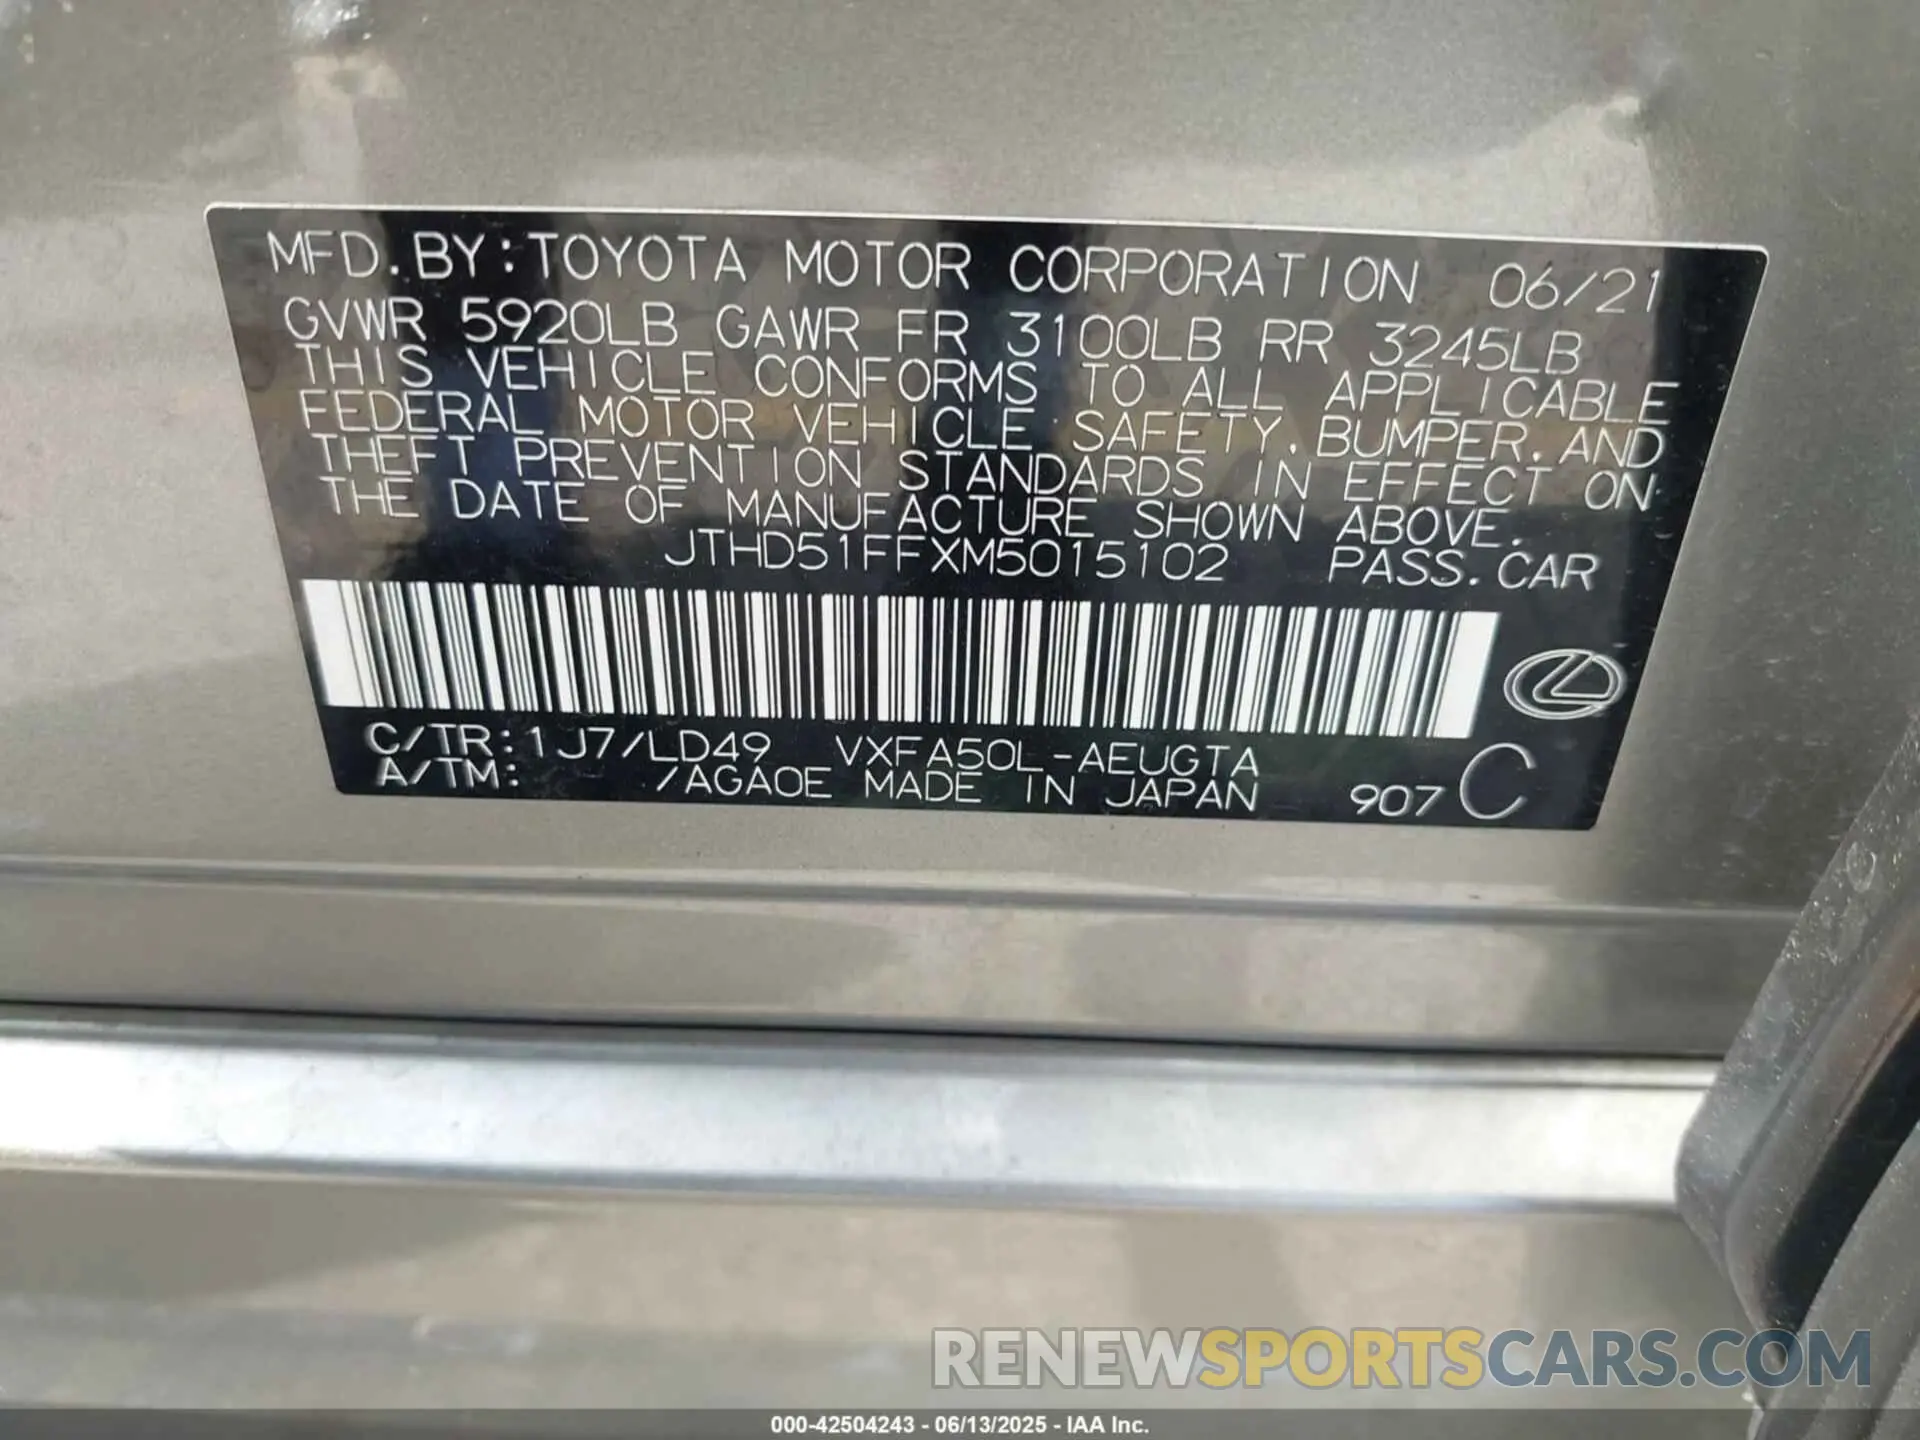 MFD. BY: TOYOTA MOTOR CORPORATION 06/21
GVWR 5920LB GAWR FR 3100LB RR 3245LB
THIS VEHICLE CONFORMS TO ALL APPLICABLE
FEDERAL MOTOR VEHICLE SAFETY, BUMPER, AND
THEFT PREVENTION STANDARDS IN EFFECT ON
THE DATE OF MANUFACTURE SHOWN ABOVE.
JTHD51FFXM5015102 PASS. CAR
C/TR: 1J7/LD49 VXFA50L-AEUGTA
A/TM: /AGAOE MADE IN JAPAN 907 C
RENEWSPORTSCARS.COM
000-42504243 - 06/13/2025 - IAA Inc.